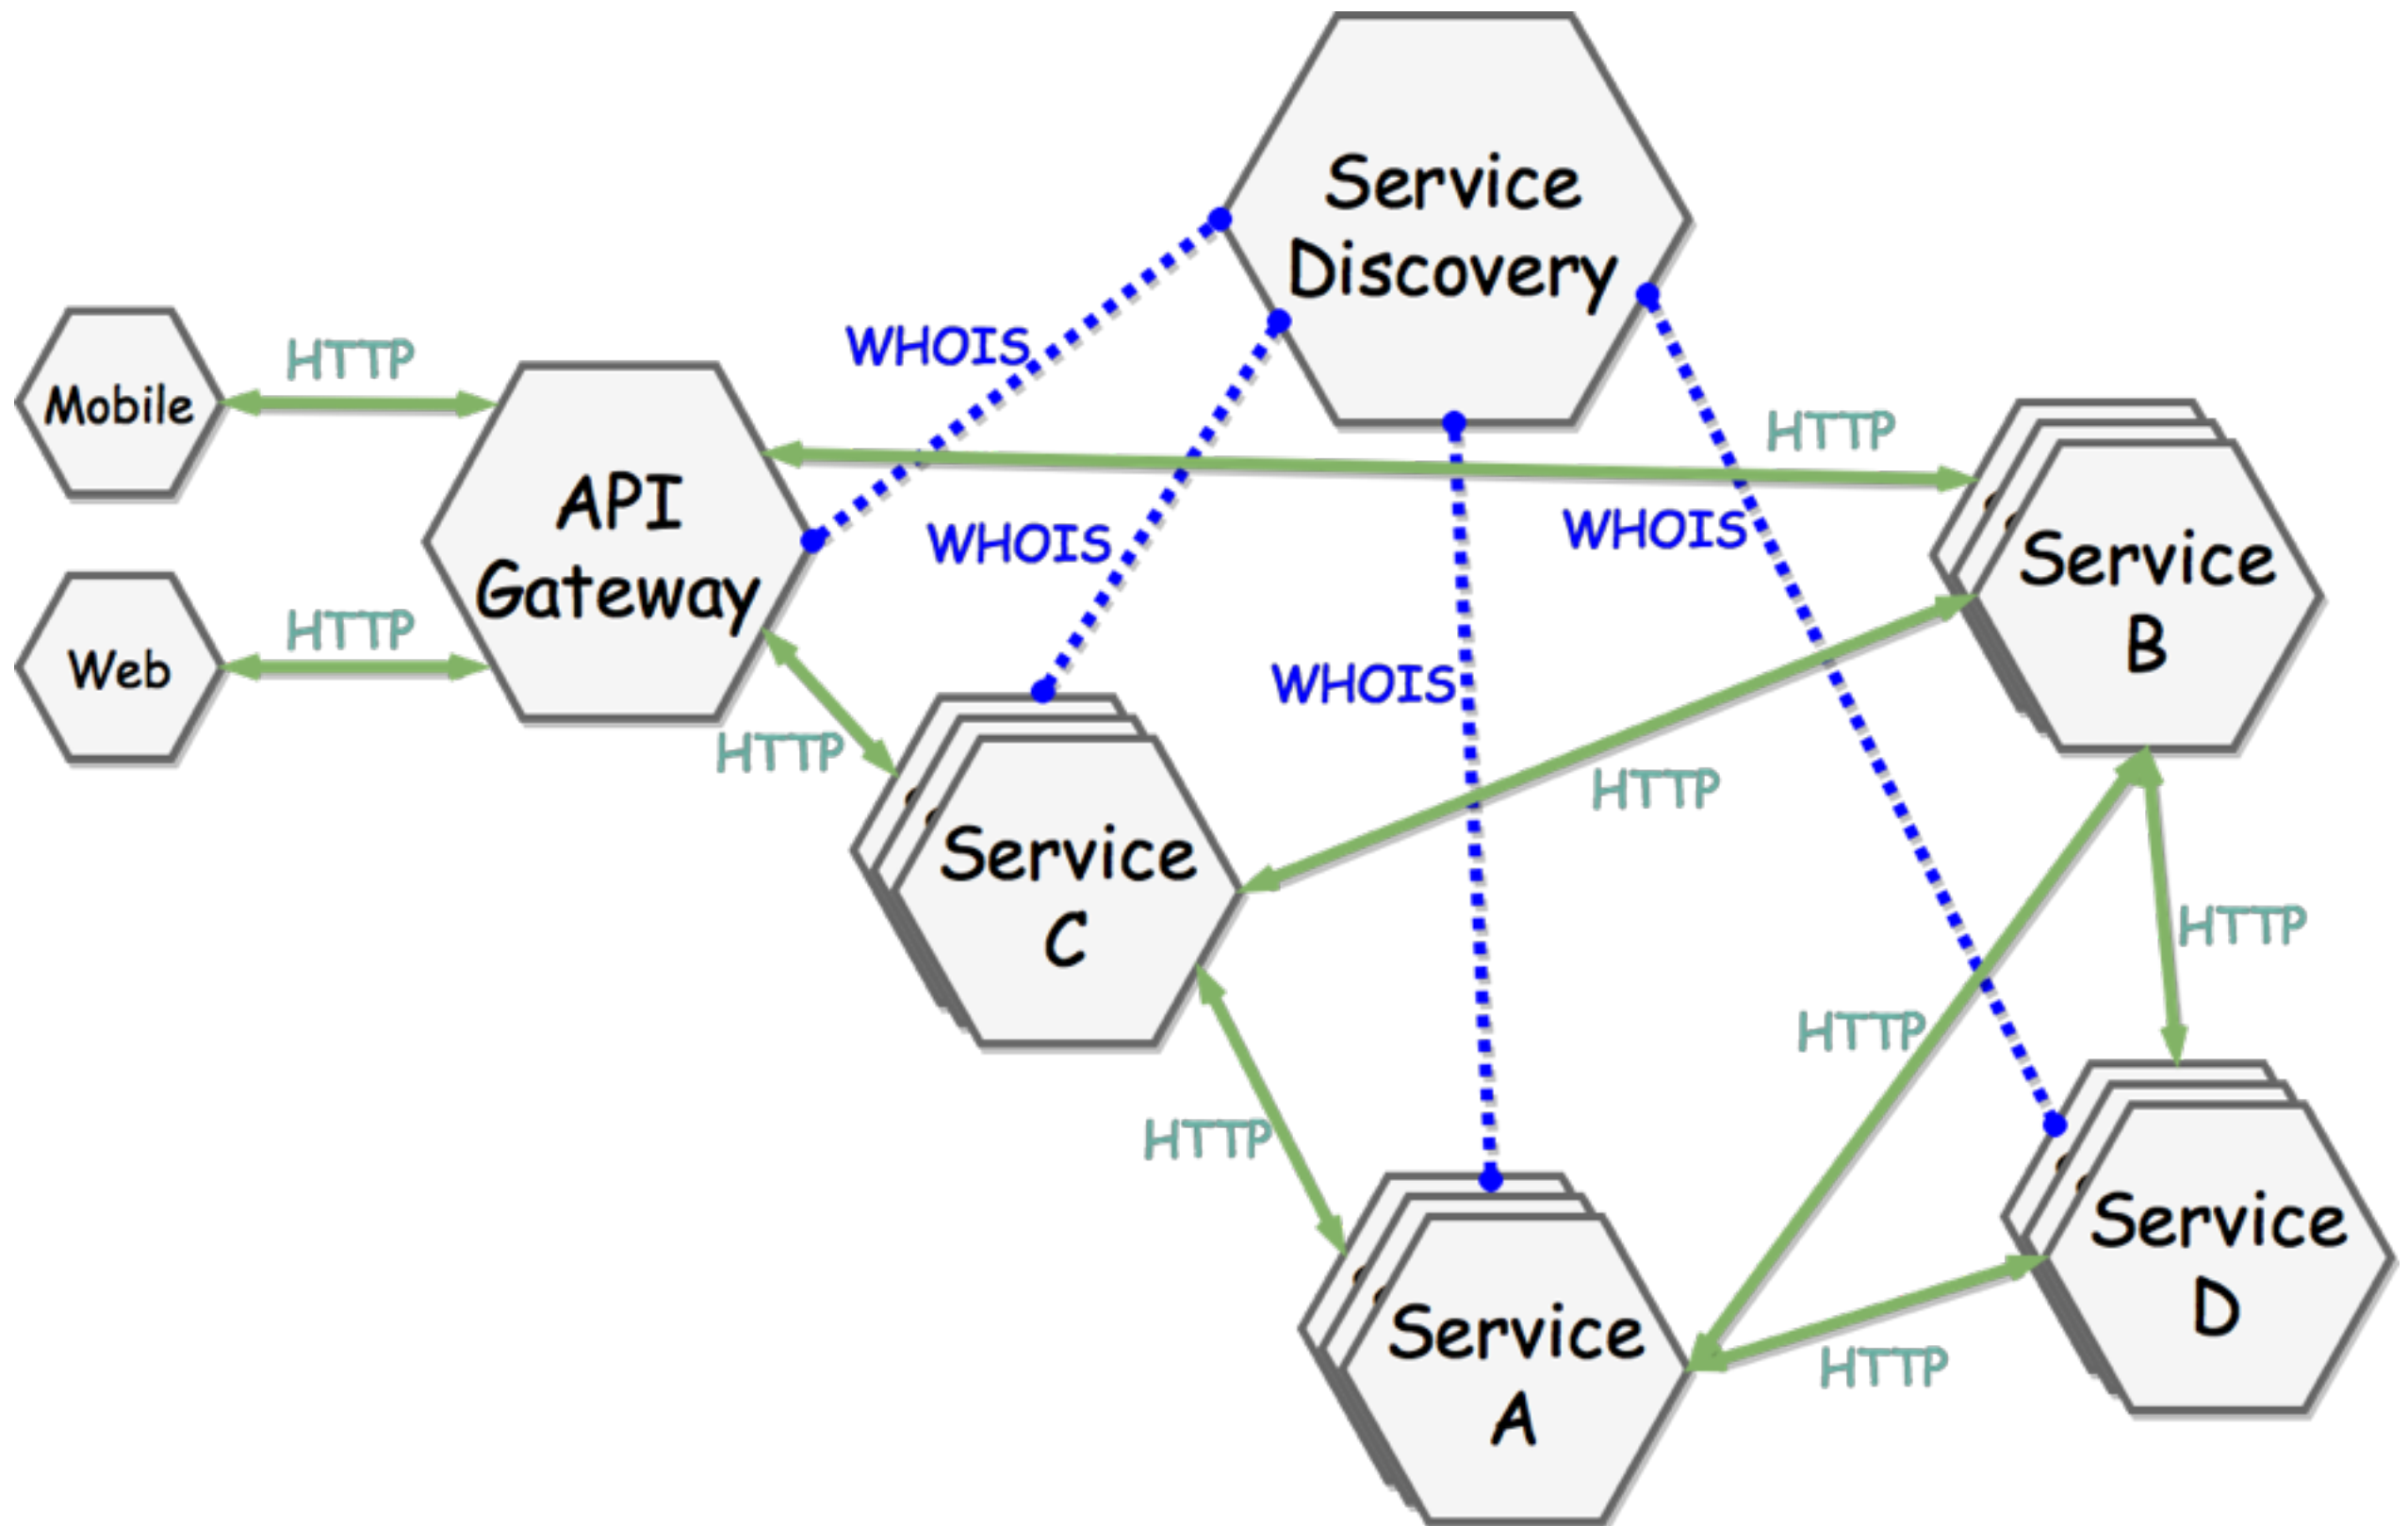 Service
Discovery
WHOIS
HTTP
Mobile
HTTP
API
Gateway
WHOIS
WHOIS
Service
B
HTTP
Web
WHOIS
HTTP
HTTP
Service
C
HTTP
HTTP
HTTP
Service
D
Service
A
HTTP